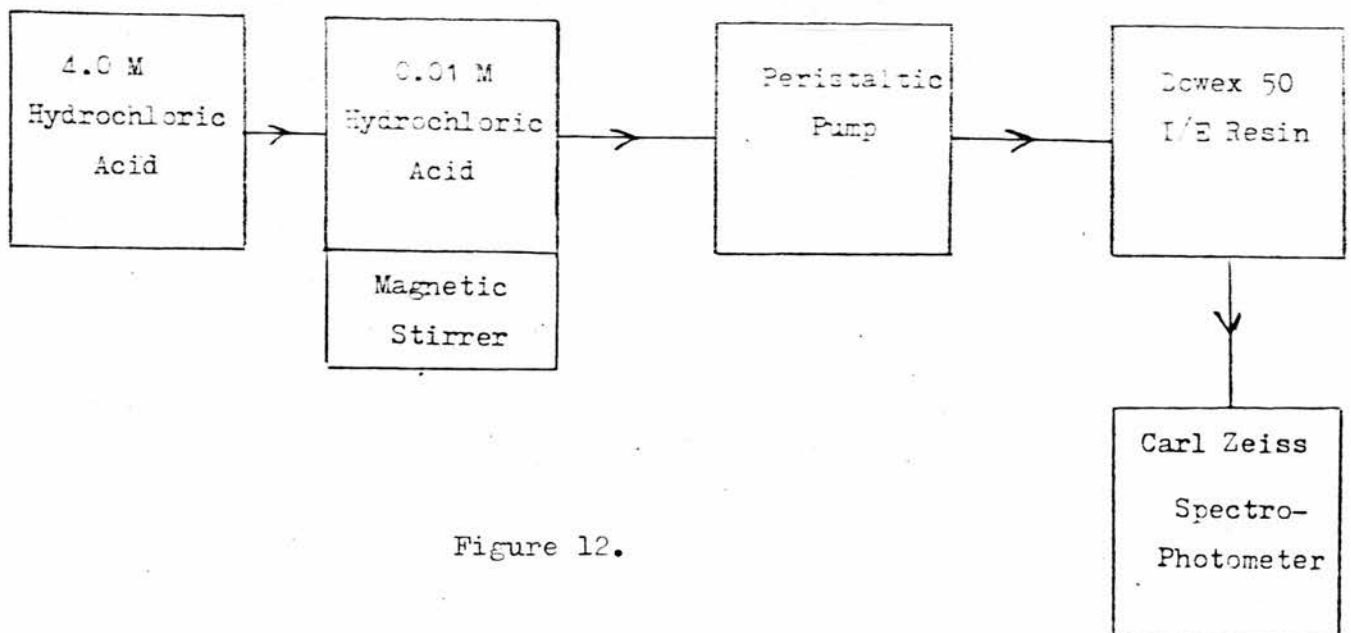 4.0 M
Hydrochloric
Acid
0.01 M
Hydrochloric
Acid
Magnetic
Stirrer
Peristaltic
Pump
Dowex 50
I/E Resin
Carl Zeiss
Spectro-
Photometer
Figure 12.